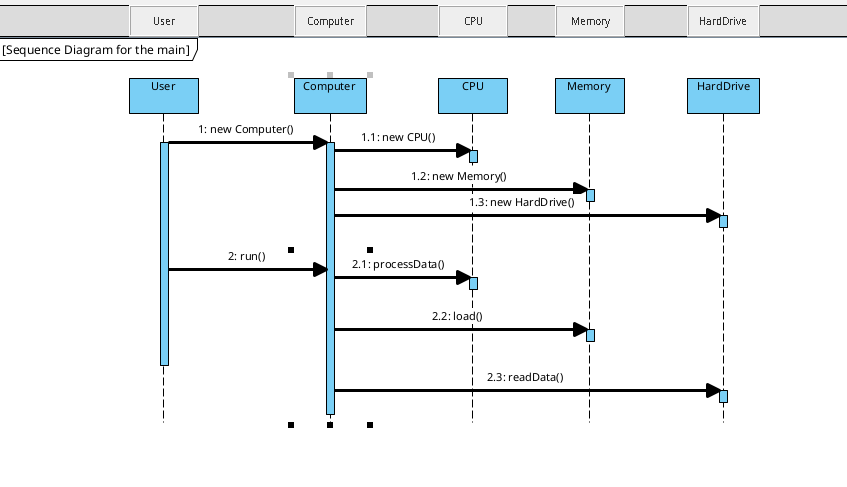 User Computer CPU Memory HardDrive
[Sequence Diagram for the main]
User Computer CPU Memory HardDrive
1: new Computer()
1.1: new CPU()
1.2: new Memory()
1.3: new HardDrive()
2: run()
2.1: processData()
2.2: load()
2.3: readData()